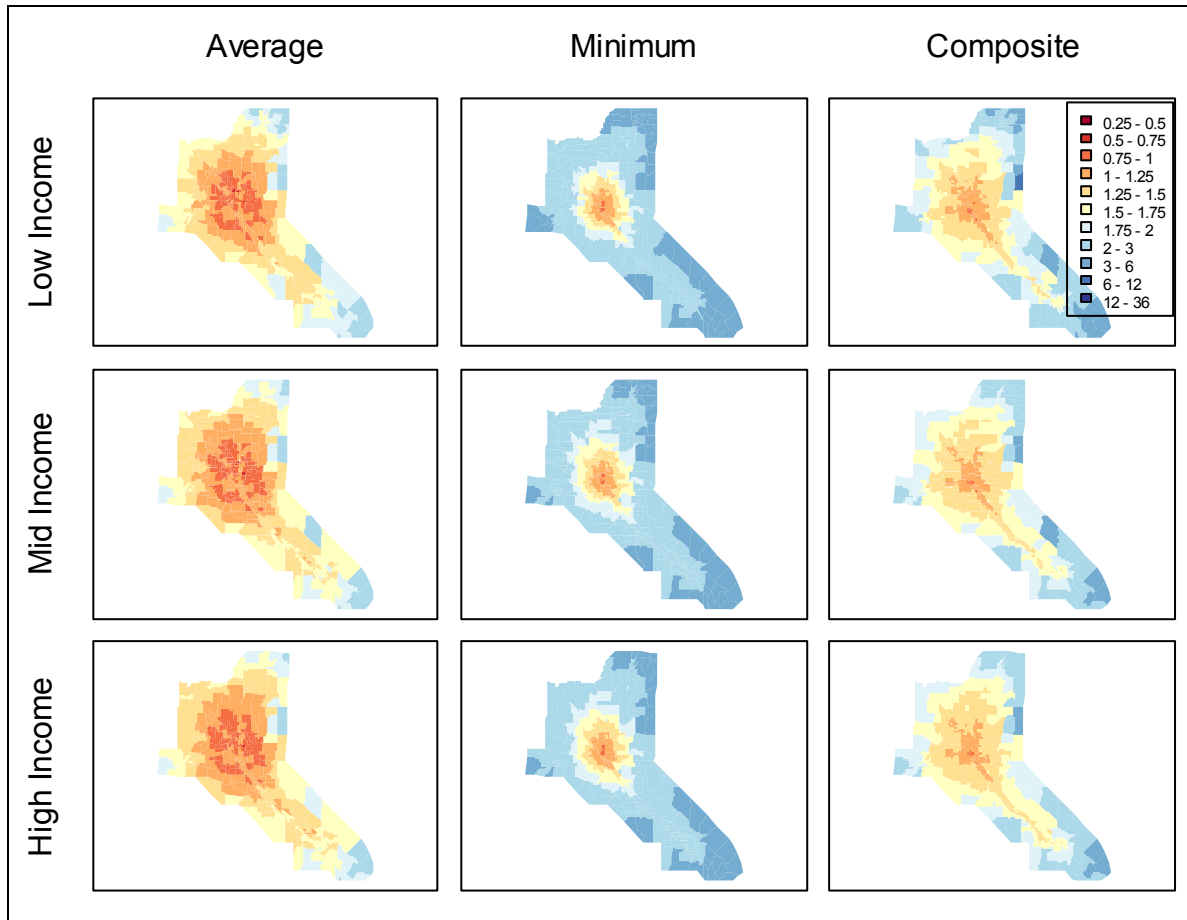 Average
Minimum
Composite
Low Income
0.25 - 0.5
0.5 - 0.75
0.75 - 1
1 - 1.25
1.25 - 1.5
1.5 - 1.75
1.75 - 2
2 - 3
3 - 6
6 - 12
12 - 36
Mid Income
High Income